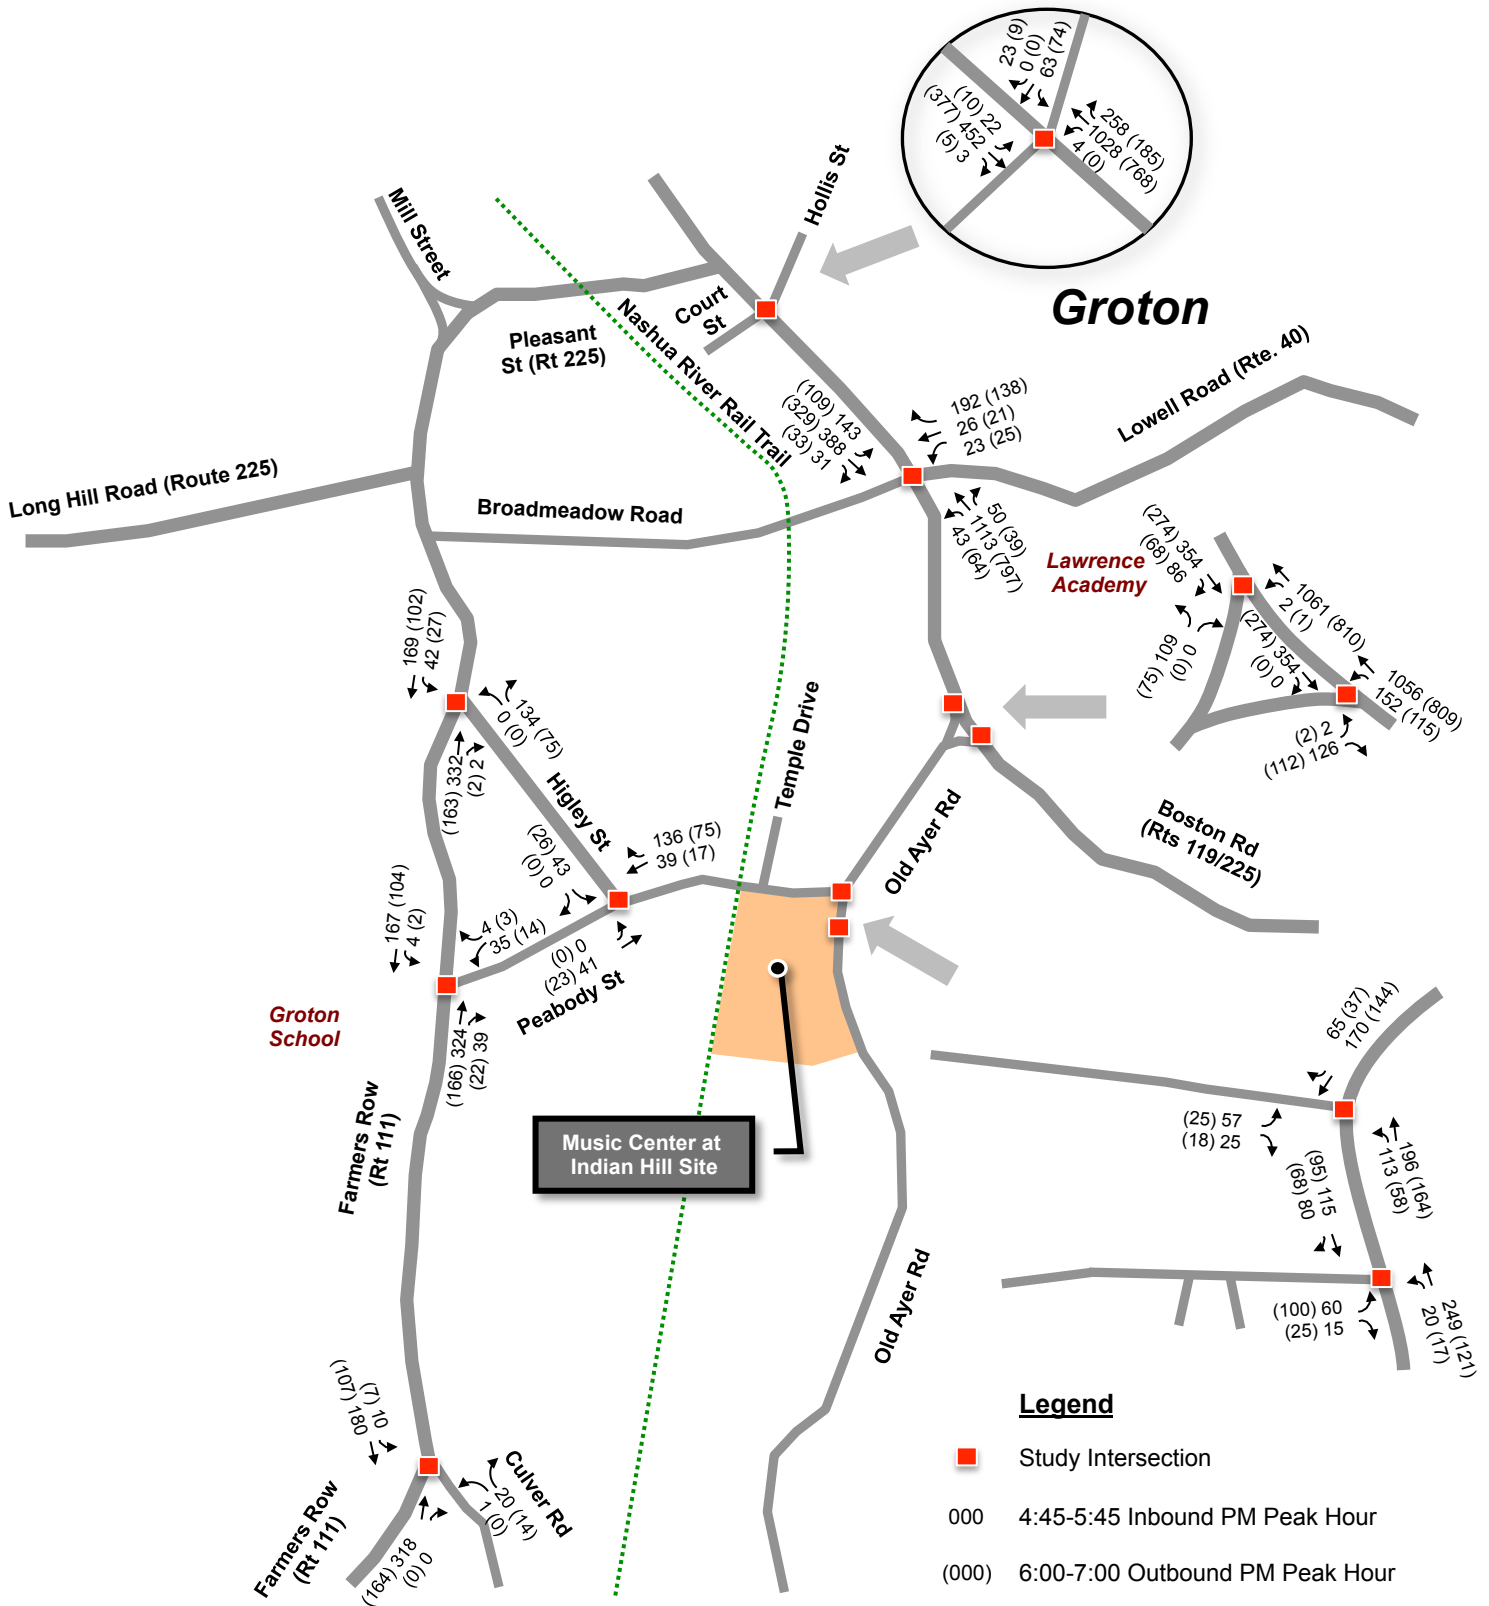 23 (9)
0 (0)
63 (74)
(10) 22
(377) 452
(5) 3
258 (185)
1028 (768)
4 (0)
Hollis St
Mill Street
Groton
Court
St
Pleasant
St (Rt 225)
Nashua River Rail Trail
Lowell Road (Rte. 40)
(109) 143
(329) 388
(33) 31
192 (138)
26 (21)
23 (25)
Long Hill Road (Route 225)
Broadmeadow Road
50 (39)
1113 (797)
43 (64)
Lawrence
Academy
(274) 354
(68) 86
1061 (810)
2 (1)
(75) 109
(0) 0
(274) 354
(0) 0
1056 (809)
152 (115)
(2) 2
(112) 126
169 (102)
42 (27)
134 (75)
0 (0)
(163) 332
(2) 2
Higley St
Temple Drive
(26) 43
(0) 0
136 (75)
39 (17)
Old Ayer Rd
Boston Rd
(Rts 119/225)
167 (104)
4 (2)
4 (3)
35 (14)
(0) 0
(23) 41
Peabody St
Groton
School
(166) 324
(22) 39
65 (37)
170 (144)
(25) 57
(18) 25
196 (164)
113 (58)
(95) 115
(68) 80
Music Center at
Indian Hill Site
Farmers Row
(Rt 111)
Old Ayer Rd
(100) 60
(25) 15
249 (121)
20 (17)
(7) 10
(107) 180
Culver Rd
20 (14)
1 (0)
Farmers Row
(Rt 111)
(164) 318
(0) 0
Legend
Study Intersection
000 4:45-5:45 Inbound PM Peak Hour
(000) 6:00-7:00 Outbound PM Peak Hour